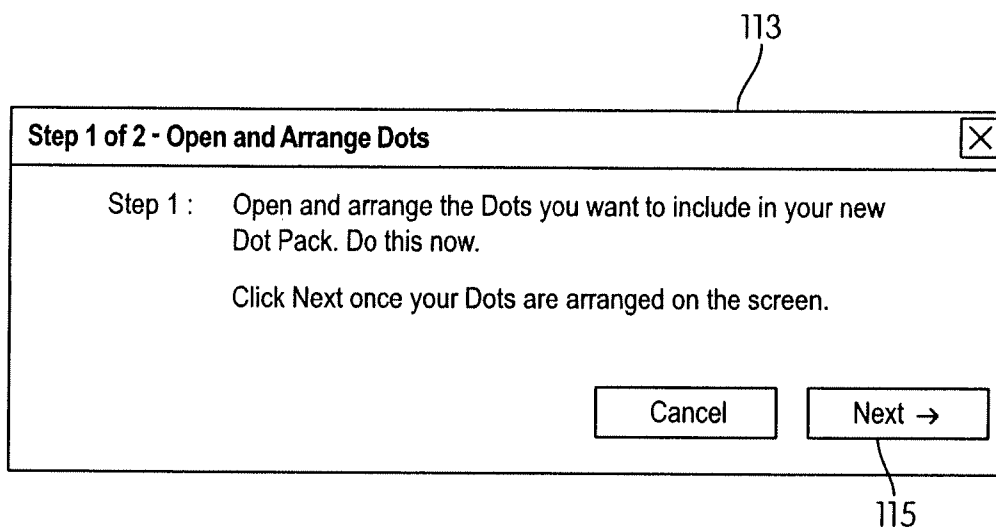 113
Step 1 of 2 - Open and Arrange Dots
Step 1 : Open and arrange the Dots you want to include in your new
Dot Pack. Do this now.
Click Next once your Dots are arranged on the screen.
Cancel Next →
115